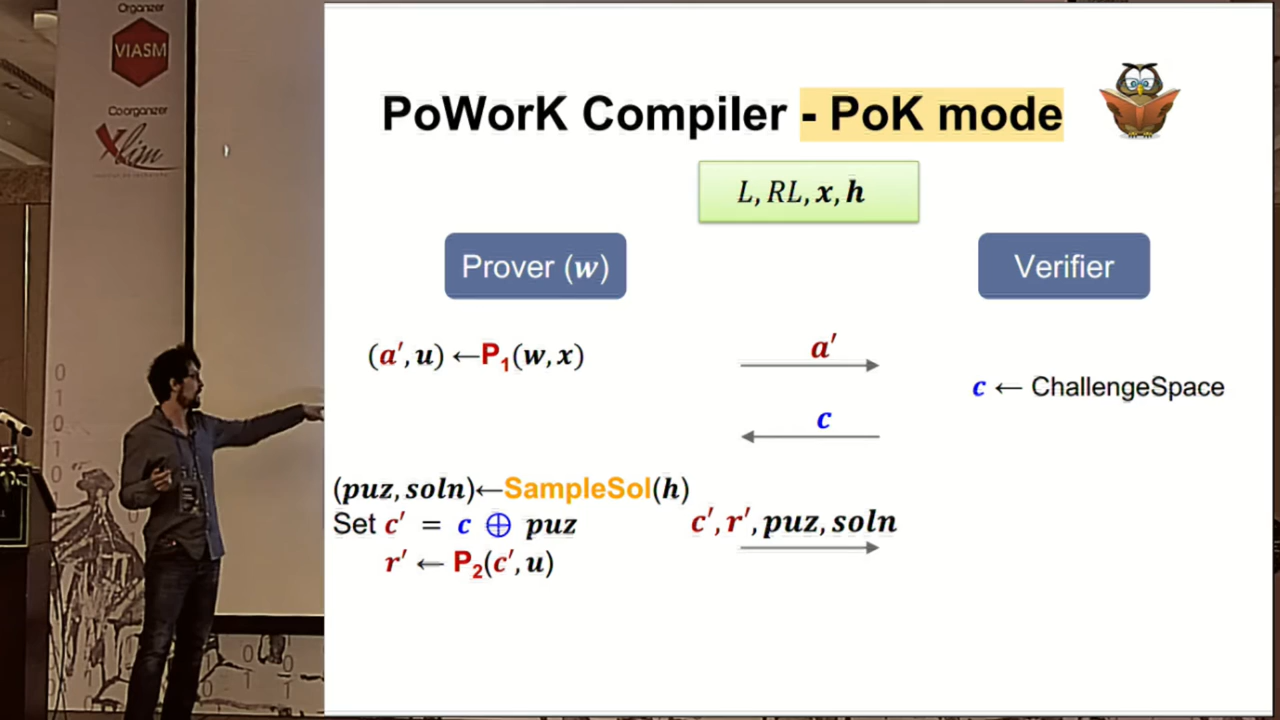 Organizer
VIASM
Coorganizer
Xlim
PoWorK Compiler - PoK mode
L, RL, x, h
Prover (w)
Verifier
(a′, u) ←P₁(w, x)
a′
c ← ChallengeSpace
c
(puz, soln)←SampleSol(h)
Set c′ = c ⊕ puz
c′, r′, puz, soln
r′ ← P₂(c′, u)